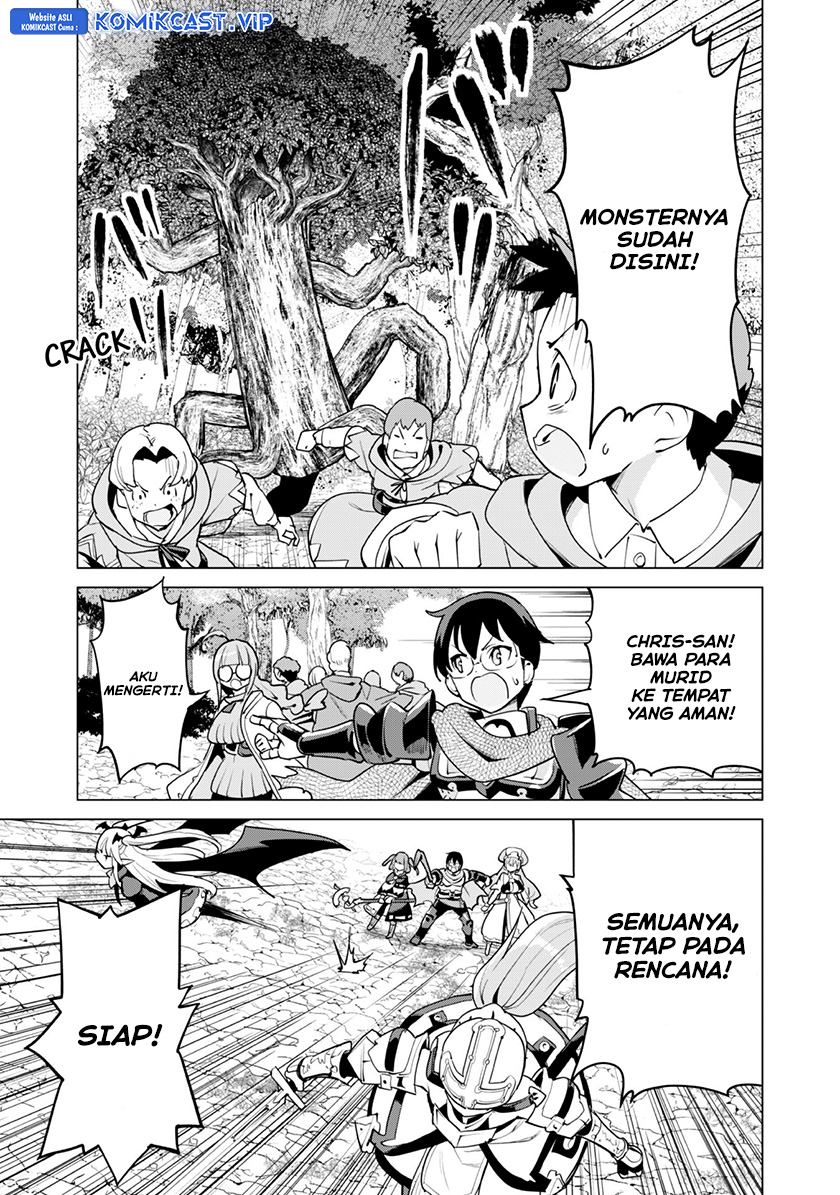 Website ASLI
KOMIKCAST Cuma :
KOMIKCAST.VIP
MONSTERNYA
SUDAH
DISINI!
CRACK
CHRIS-SAN!
BAWA PARA
MURID
KE TEMPAT
YANG AMAN!
AKU
MENGERTI!
SEMUANYA,
TETAP PADA
RENCANA!
SIAP!